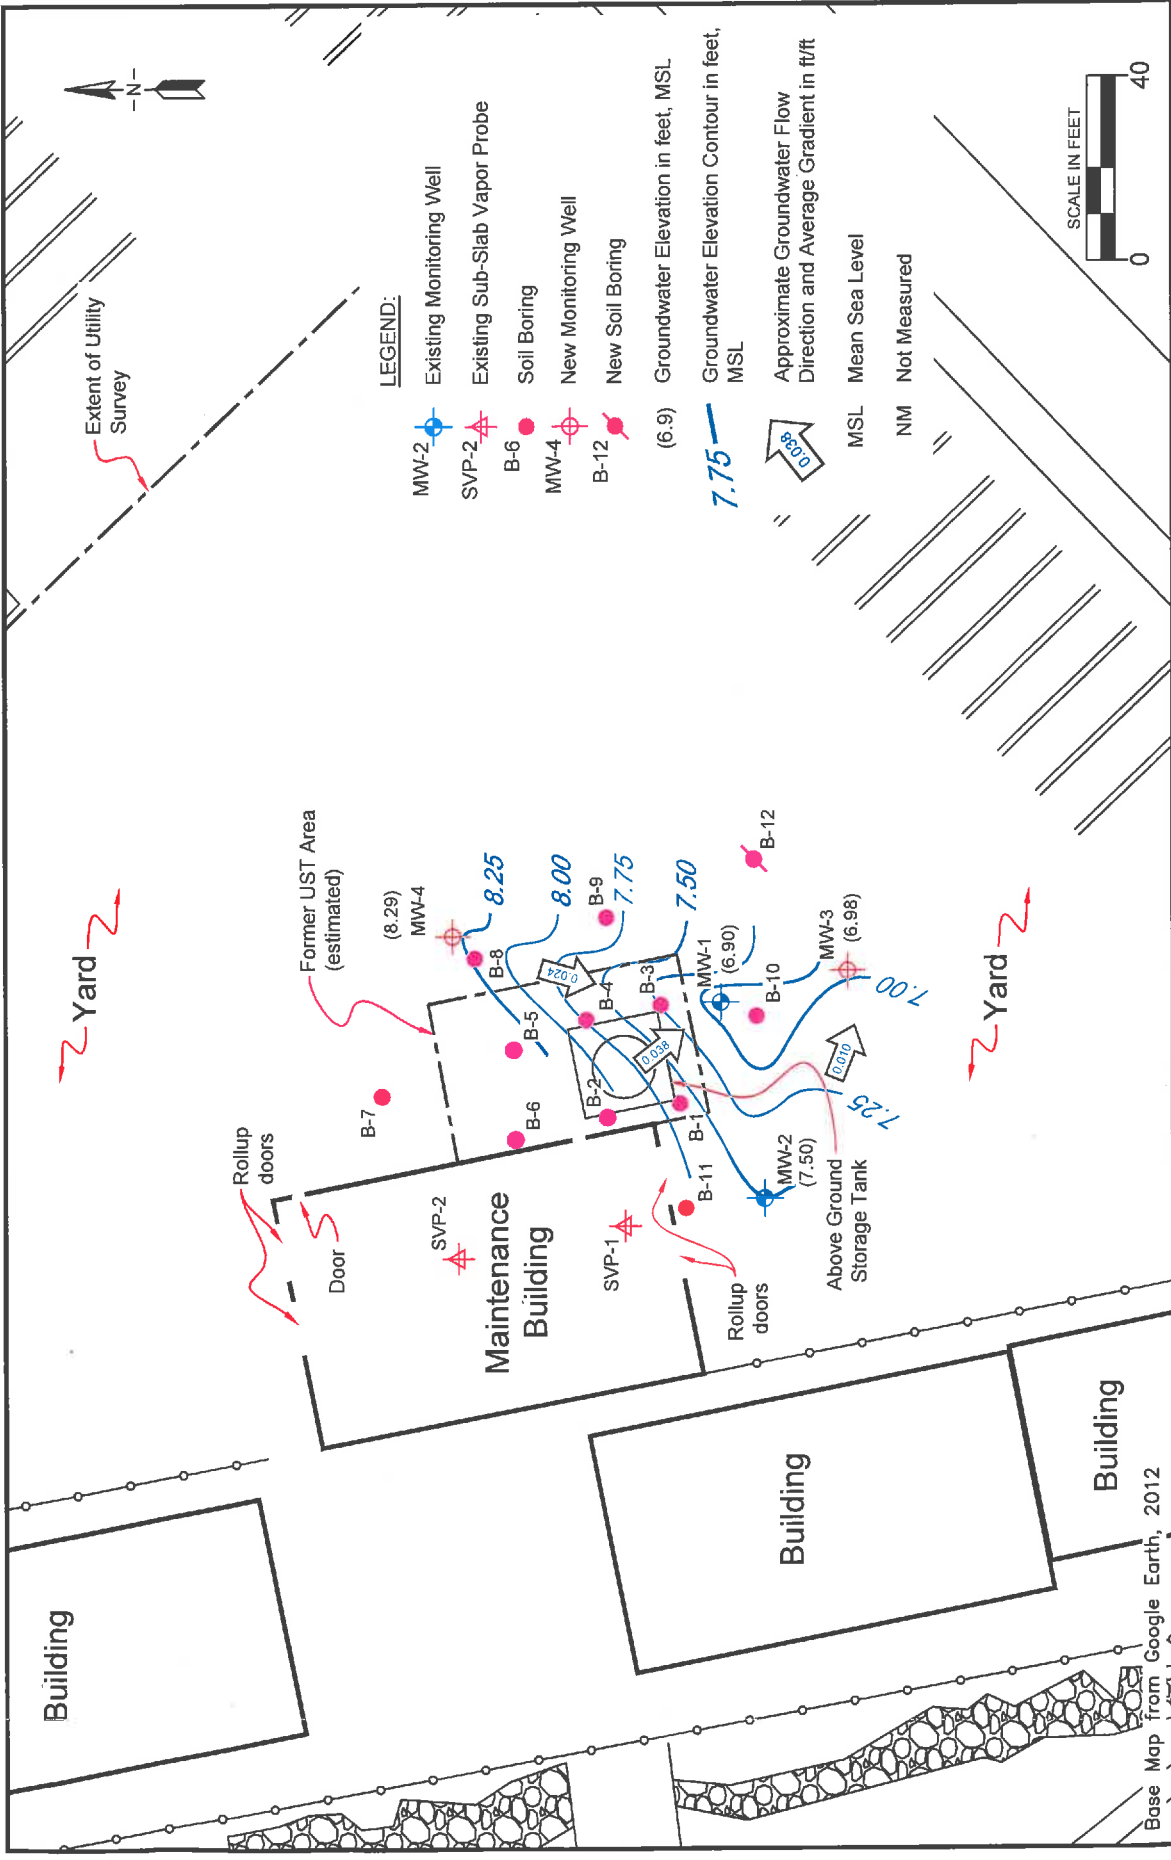 -N-
Extent of Utility
Survey
Yard
Former UST Area
(estimated)
Rollup
doors
Door
Building
LEGEND:
MW-2
Existing Monitoring Well
SVP-2
Existing Sub-Slab Vapor Probe
B-6
Soil Boring
MW-4
New Monitoring Well
B-12
New Soil Boring
(6.9)
Groundwater Elevation in feet, MSL
7.75
Groundwater Elevation Contour in feet,
MSL
0.038
Approximate Groundwater Flow
Direction and Average Gradient in ft/ft
MSL
Mean Sea Level
NM
Not Measured
(8.29)
MW-4
8.25
8.00
7.75
7.50
B-7
B-8
B-9
B-5
B-6
B-4
B-3
B-2
B-1
0.024
0.038
SVP-2
Maintenance
Building
SVP-1
B-11
MW-1
(6.90)
B-10
B-12
MW-3
(6.98)
7.00
0.010
7.25
MW-2
(7.50)
Rollup
doors
Above Ground
Storage Tank
Yard
Building
Building
SCALE IN FEET
0
40
Base Map from Google Earth, 2012